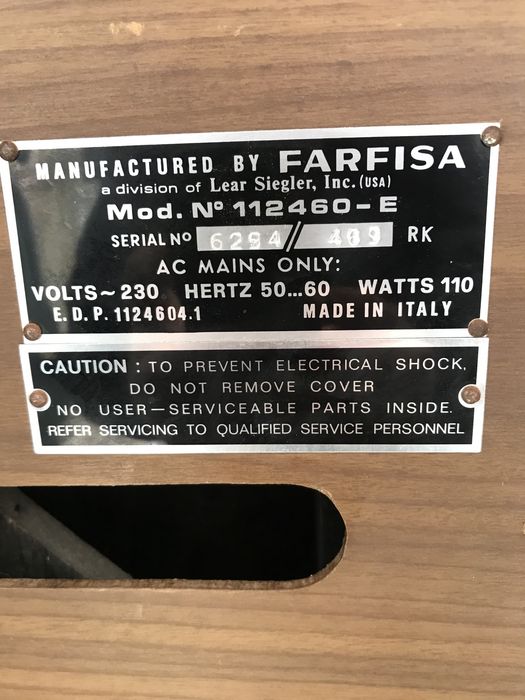 MANUFACTURED BY FARFISA
a division of Lear Siegler, Inc. (USA)
Mod. Nº 112460-E
SERIAL Nº 6294 // 469 RK
AC MAINS ONLY:
VOLTS~230 HERTZ 50...60 WATTS 110
E.D.P. 1124604.1 MADE IN ITALY
CAUTION : TO PREVENT ELECTRICAL SHOCK,
DO NOT REMOVE COVER
NO USER—SERVICEABLE PARTS INSIDE.
REFER SERVICING TO QUALIFIED SERVICE PERSONNEL